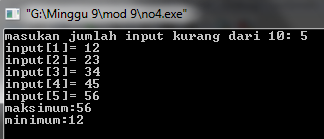 "G:\Minggu 9\mod 9\no4.exe"
masukan jumlah input kurang dari 10: 5
input[1]= 12
input[2]= 23
input[3]= 34
input[4]= 45
input[5]= 56
maksimum:56
minimum:12